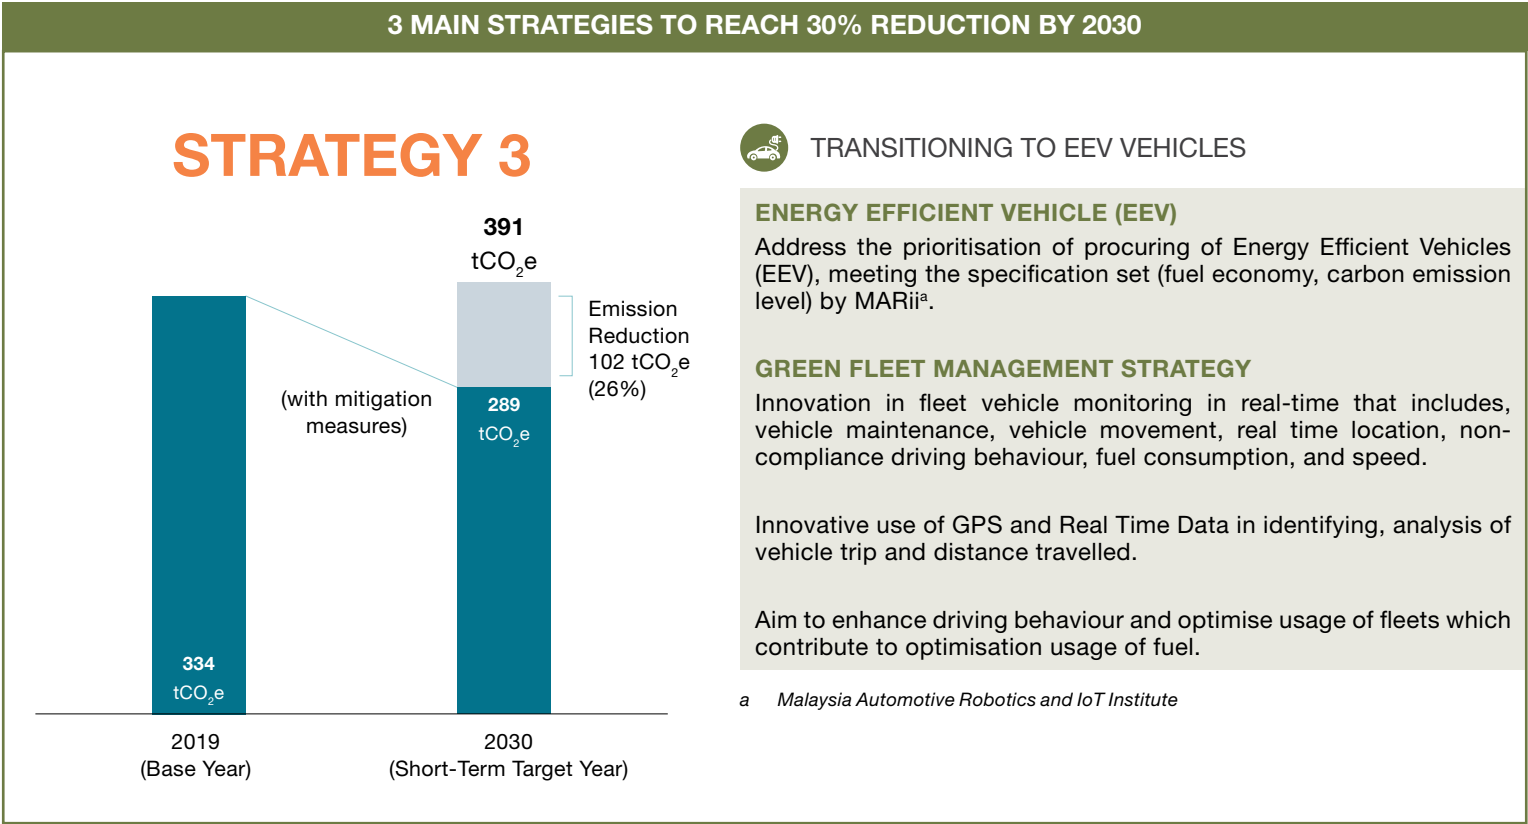 3 MAIN STRATEGIES TO REACH 30% REDUCTION BY 2030
STRATEGY 3
391
tCO₂e
Emission
Reduction
102 tCO₂e
(26%)
(with mitigation
measures)
289
tCO₂e
334
tCO₂e
2019
(Base Year)
2030
(Short-Term Target Year)
TRANSITIONING TO EEV VEHICLES
ENERGY EFFICIENT VEHICLE (EEV)
Address the prioritisation of procuring of Energy Efficient Vehicles
(EEV), meeting the specification set (fuel economy, carbon emission
level) by MARiiᵃ.
GREEN FLEET MANAGEMENT STRATEGY
Innovation in fleet vehicle monitoring in real-time that includes,
vehicle maintenance, vehicle movement, real time location, non-
compliance driving behaviour, fuel consumption, and speed.
Innovative use of GPS and Real Time Data in identifying, analysis of
vehicle trip and distance travelled.
Aim to enhance driving behaviour and optimise usage of fleets which
contribute to optimisation usage of fuel.
a Malaysia Automotive Robotics and IoT Institute